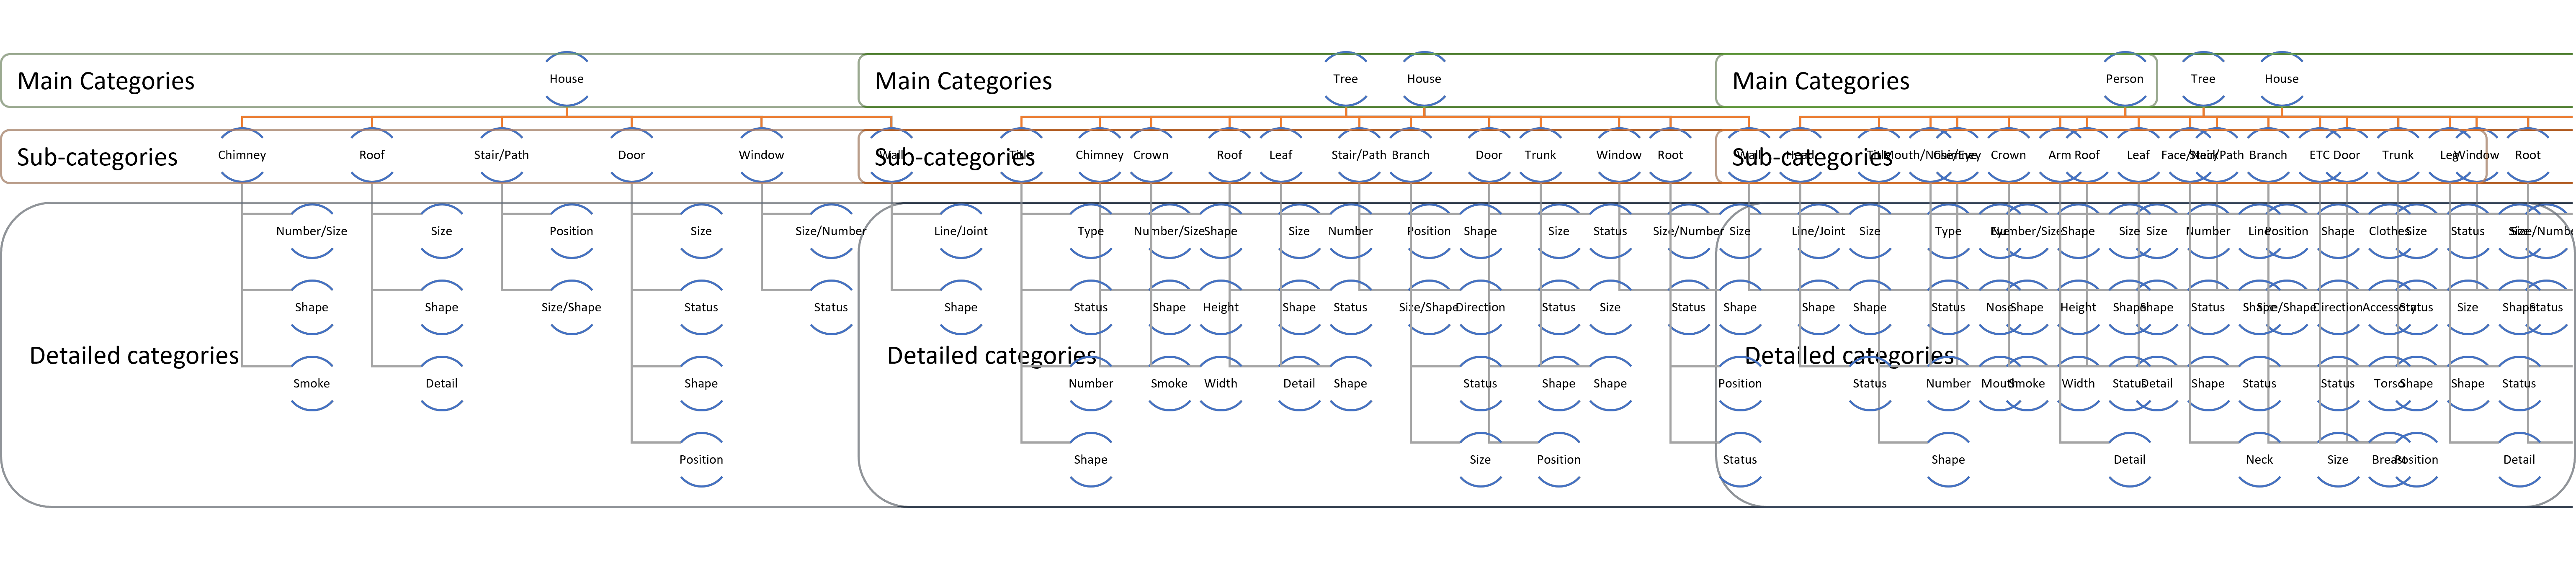 Main Categories House Main Categories Tree House Main Categories Person Tree House
Sub-categories Chimney Roof Stair/Path Door Window Wall Sub-categories Chimney Crown Roof Leaf Stair/Path Branch Door Trunk Window Root Wall Sub-categories Head Crown Arm Roof Leaf Branch ETC Door Trunk Leg Window Root
Number/Size Size Position Size Size/Number Line/Joint Type Number/Size Shape Size Number Position Shape Size Status Size/Number Size Line/Joint Size Type Eye Number/Size Shape Size Size Number Line Position Shape Clothes Size Status Size Size/Number
Shape Shape Size/Shape Status Status Shape Status Shape Height Shape Status Size/Shape Direction Status Size Status Shape Shape Shape Status Nose Shape Height Shape Shape Status Shape Size/Shape Direction Accessory Status Size Shape Status
Detailed categories Detailed categories Detailed categories
Smoke Detail Shape Number Smoke Width Detail Shape Status Shape Shape Position Status Number Mouth Smoke Width Status Detail Shape Status Status Torso Shape Shape Status
Position Shape Size Position Status Shape Detail Neck Size Breast Position Detail